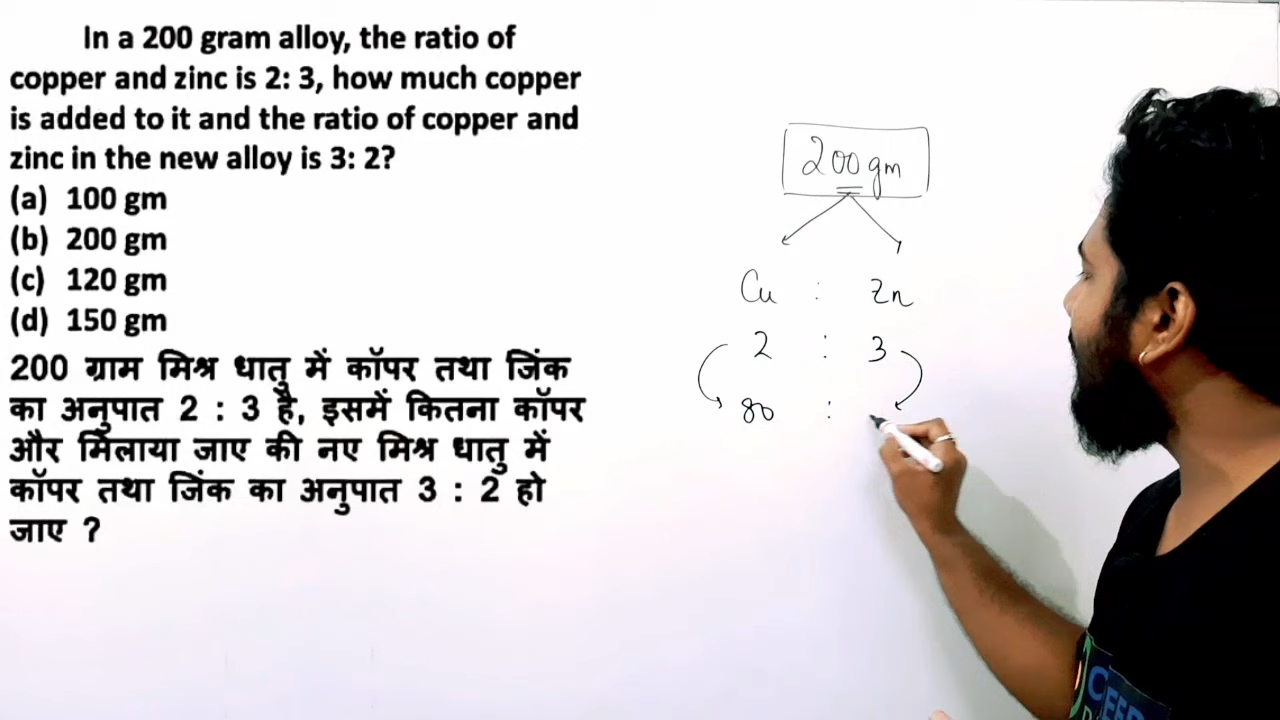 In a 200 gram alloy, the ratio of
copper and zinc is 2: 3, how much copper
is added to it and the ratio of copper and
zinc in the new alloy is 3: 2?
(a) 100 gm
(b) 200 gm
(c) 120 gm
(d) 150 gm
200 ग्राम मिश्र धातु में कॉपर तथा जिंक
का अनुपात 2 : 3 है, इसमें कितना कॉपर
और मिलाया जाए की नए मिश्र धातु में
कॉपर तथा जिंक का अनुपात 3 : 2 हो
जाए ?
200 gm
Cu : Zn
2 : 3
80 :